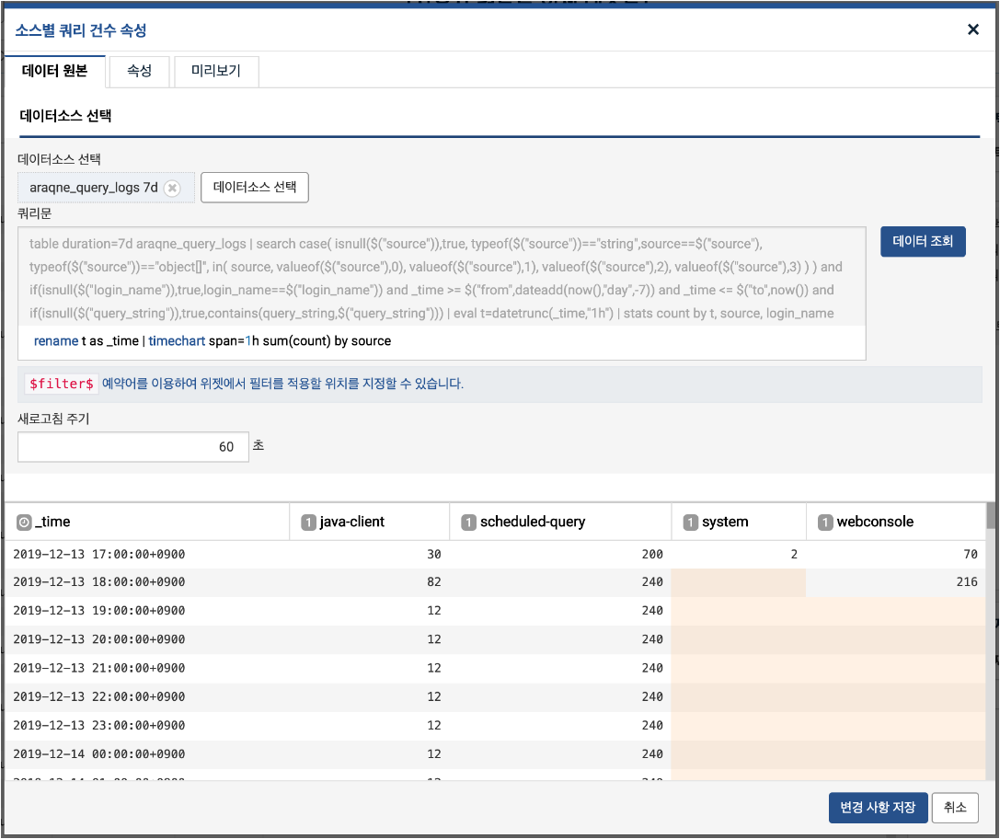 소스별 쿼리 건수 속성
데이터 원본 속성 미리보기
데이터소스 선택
데이터소스 선택
araqne_query_logs 7d 데이터소스 선택
쿼리문
table duration=7d araqne_query_logs | search case( isnull($("source")),true, typeof($("source"))=="string",source==$("source"),
typeof($("source"))=="object[]", in( source, valueof($("source"),0), valueof($("source"),1), valueof($("source"),2), valueof($("source"),3) ) ) and
if(isnull($("login_name")),true,login_name==$("login_name")) and _time >= $("from",dateadd(now(),"day",-7)) and _time <= $("to",now()) and
if(isnull($("query_string")),true,contains(query_string,$("query_string"))) | eval t=datetrunc(_time,"1h") | stats count by t, source, login_name
데이터 조회
rename t as _time | timechart span=1h sum(count) by source
$filter$ 예약어를 이용하여 위젯에서 필터를 적용할 위치를 지정할 수 있습니다.
새로고침 주기
60 초
_time 1 java-client 1 scheduled-query 1 system 1 webconsole
2019-12-13 17:00:00+0900 30 200 2 70
2019-12-13 18:00:00+0900 82 240 216
2019-12-13 19:00:00+0900 12 240
2019-12-13 20:00:00+0900 12 240
2019-12-13 21:00:00+0900 12 240
2019-12-13 22:00:00+0900 12 240
2019-12-13 23:00:00+0900 12 240
2019-12-14 00:00:00+0900 12 240
변경 사항 저장 취소